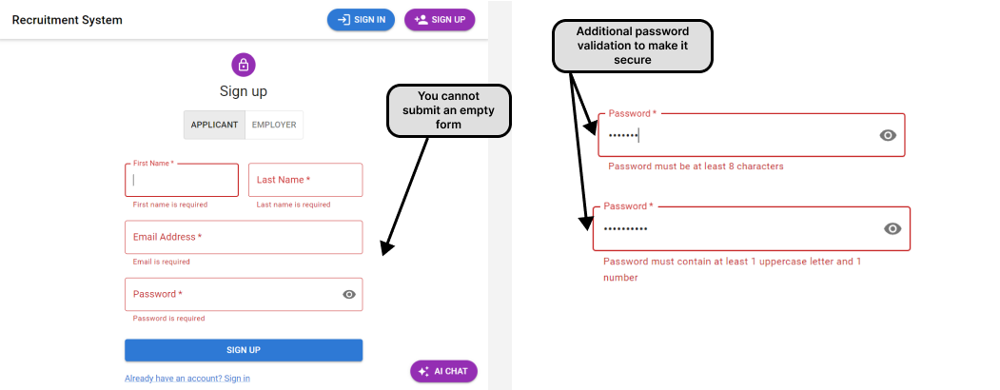 Recruitment System
SIGN IN
SIGN UP
Sign up
APPLICANT
EMPLOYER
First Name *
Last Name *
First name is required
Last name is required
Email Address *
Email is required
Password *
Password is required
SIGN UP
Already have an account? Sign in
AI CHAT
You cannot
submit an empty
form
Additional password
validation to make it
secure
Password *
•••••••
Password must be at least 8 characters
Password *
••••••••••
Password must contain at least 1 uppercase letter and 1
number